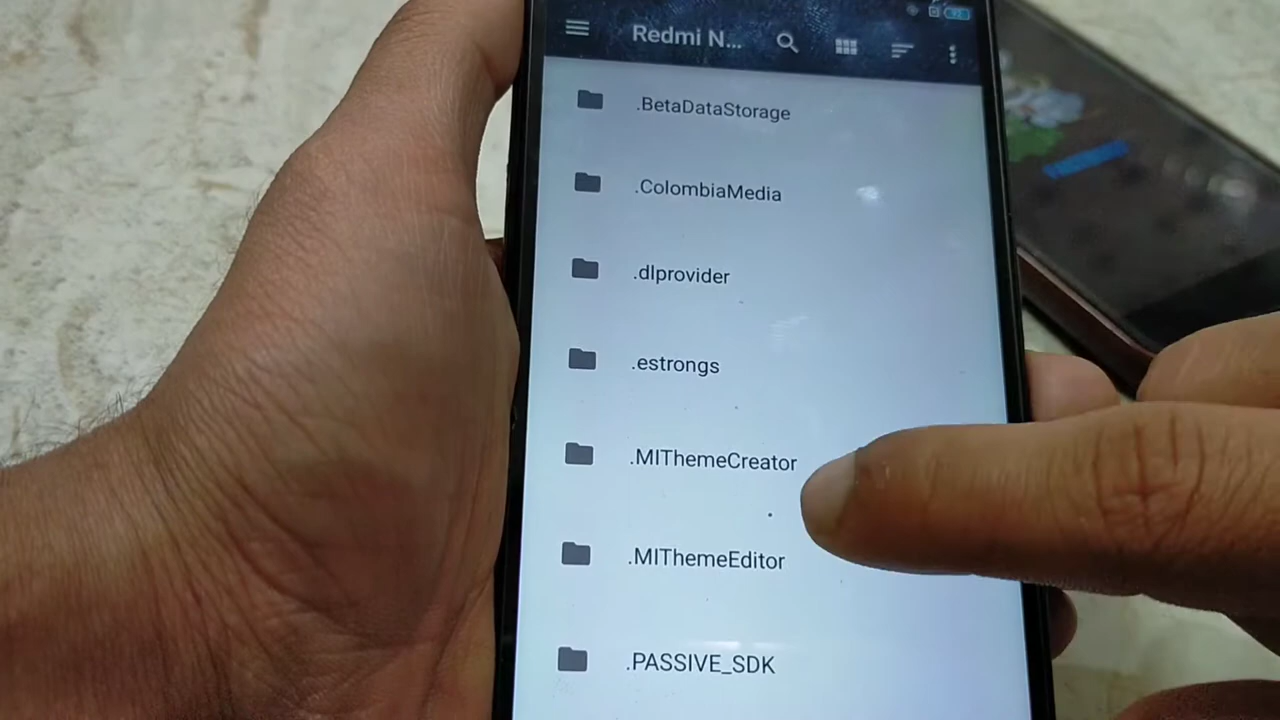 Redmi N...
.BetaDataStorage
.ColombiaMedia
.dlprovider
.estrongs
.MIThemeCreator
.MIThemeEditor
.PASSIVE_SDK